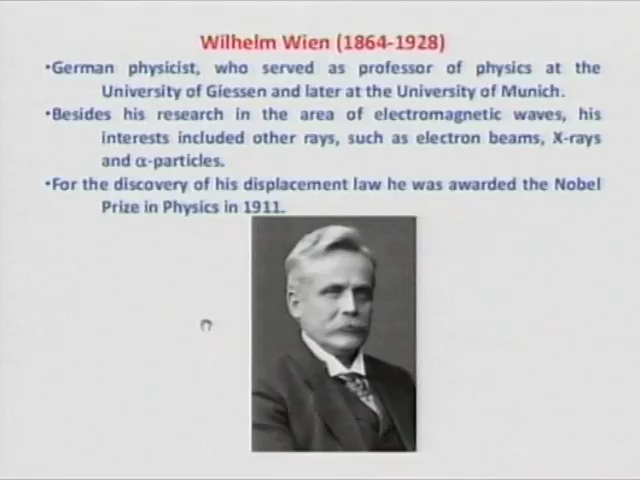 Wilhelm Wien (1864-1928)
•German physicist, who served as professor of physics at the
University of Giessen and later at the University of Munich.
•Besides his research in the area of electromagnetic waves, his
interests included other rays, such as electron beams, X-rays
and α-particles.
•For the discovery of his displacement law he was awarded the Nobel
Prize in Physics in 1911.